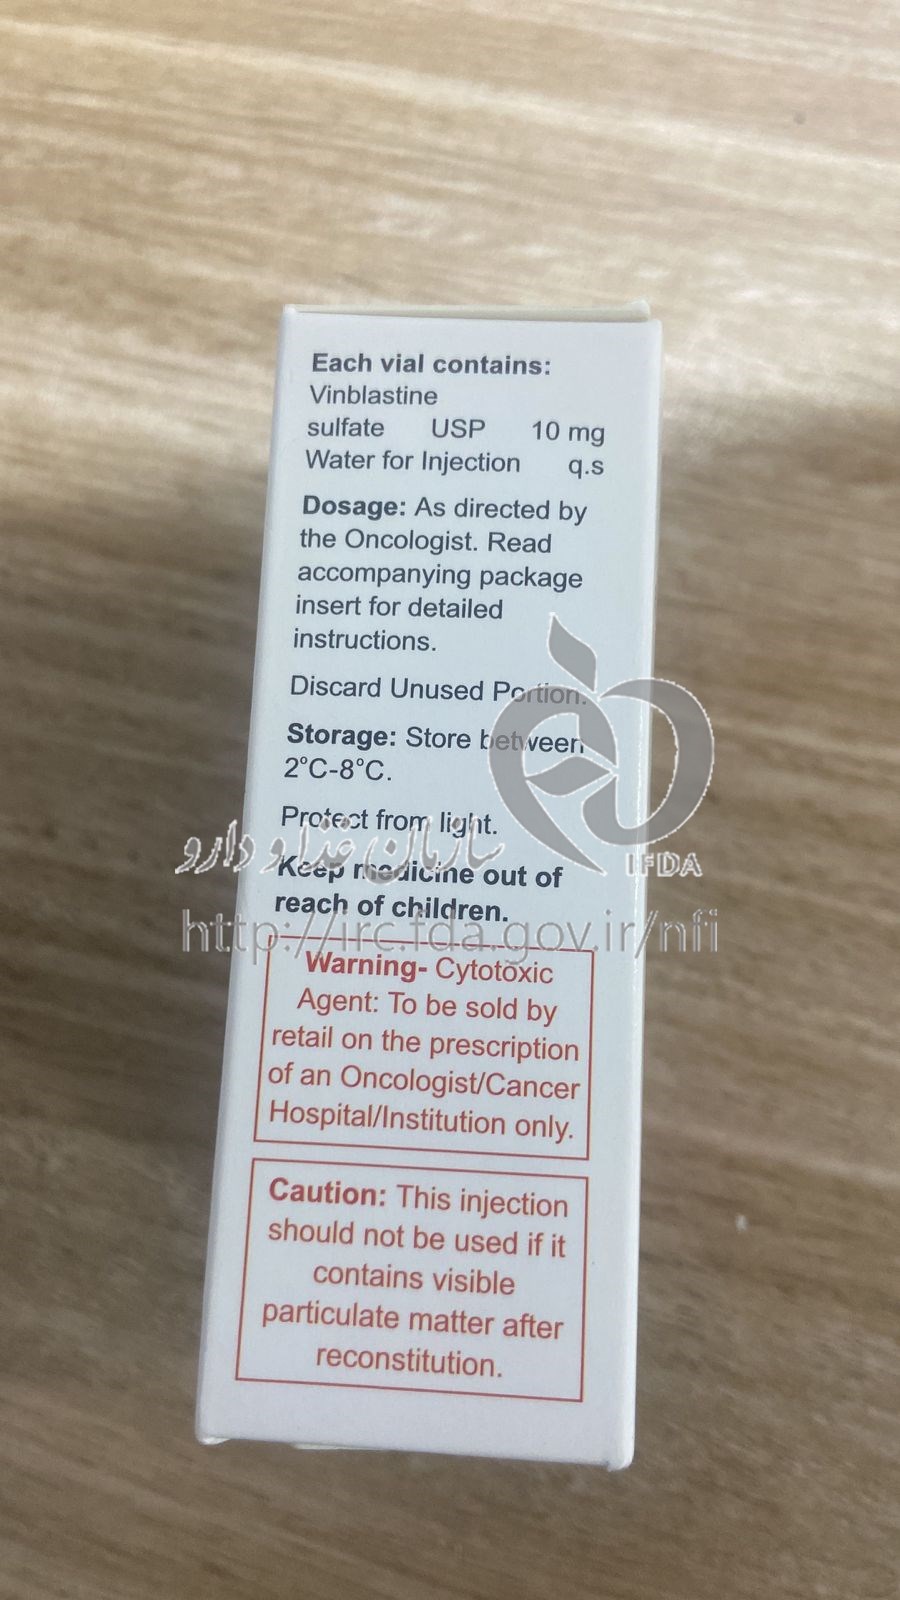 Each vial contains:
Vinblastine
sulfate USP 10 mg
Water for Injection q.s
Dosage: As directed by
the Oncologist. Read
accompanying package
insert for detailed
instructions.
Discard Unused Portion.
Storage: Store between
2°C-8°C.
Protect from light.
سازمان غذا و دارو
IFDA
Keep medicine out of
reach of children.
http://irc.fda.gov.ir/nfi
Warning- Cytotoxic
Agent: To be sold by
retail on the prescription
of an Oncologist/Cancer
Hospital/Institution only.
Caution: This injection
should not be used if it
contains visible
particulate matter after
reconstitution.